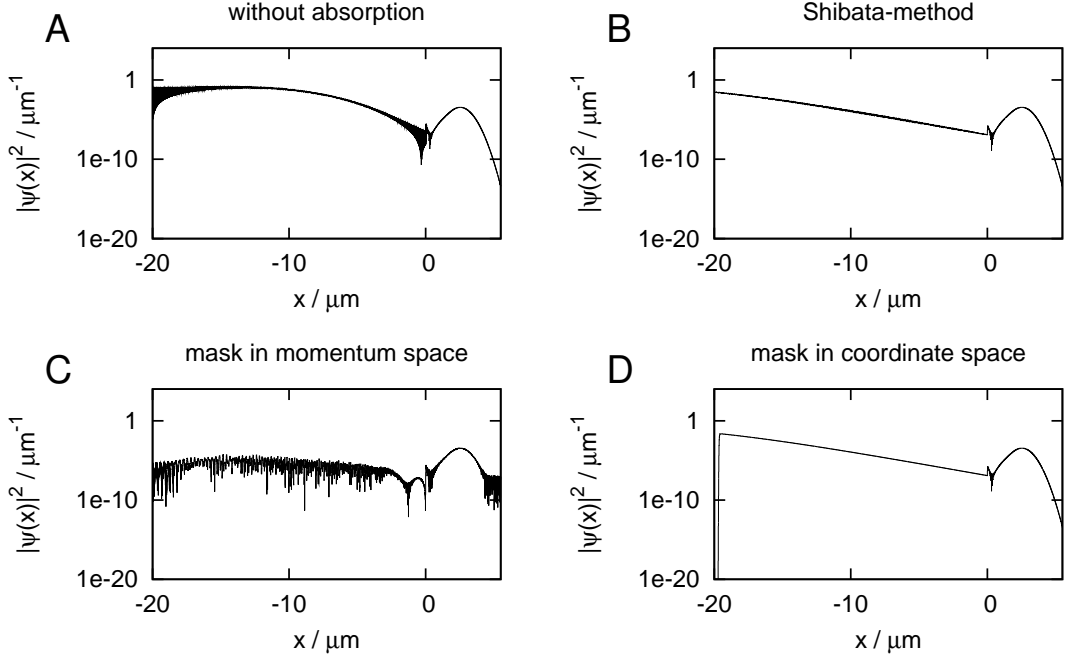 A
without absorption
B
Shibata-method
|ψ(x)|² / μm⁻¹
1
1e-10
1e-20
-20
-10
0
x / μm
|ψ(x)|² / μm⁻¹
1
1e-10
1e-20
-20
-10
0
x / μm
C
mask in momentum space
D
mask in coordinate space
|ψ(x)|² / μm⁻¹
1
1e-10
1e-20
-20
-10
0
x / μm
|ψ(x)|² / μm⁻¹
1
1e-10
1e-20
-20
-10
0
x / μm